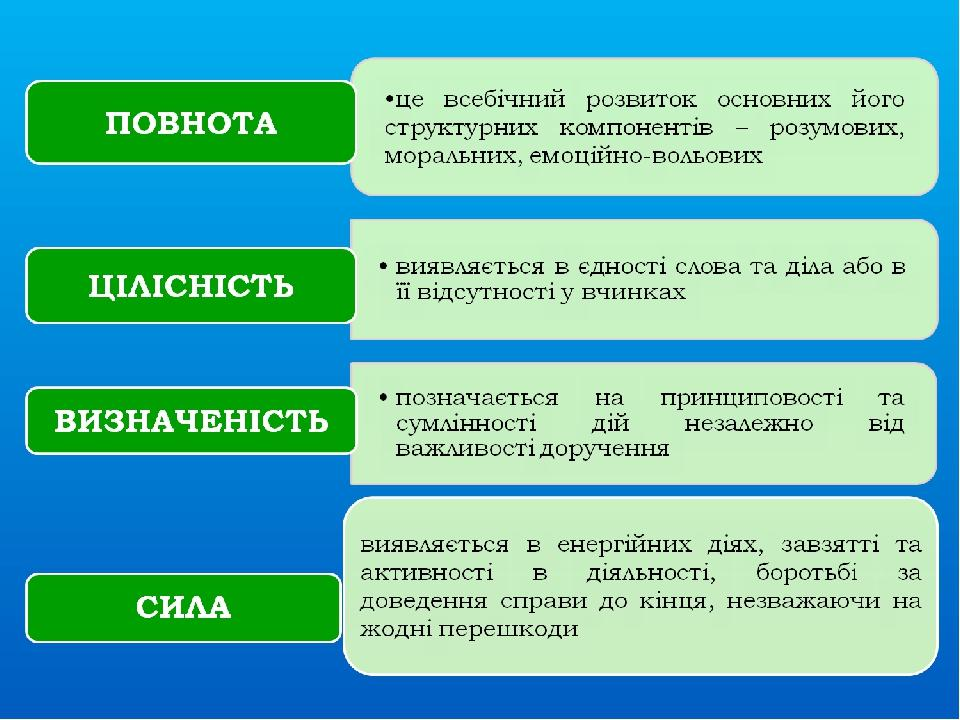 ПОВНОТА
•це всебічний розвиток основних його
структурних компонентів – розумових,
моральних, емоційно-вольових
ЦІЛІСНІСТЬ
• виявляється в єдності слова та діла або в
її відсутності у вчинках
ВИЗНАЧЕНІСТЬ
• позначається на принциповості та
сумлінності дій незалежно від
важливості доручення
СИЛА
виявляється в енергійних діях, завзятті та
активності в діяльності, боротьбі за
доведення справи до кінця, незважаючи на
жодні перешкоди